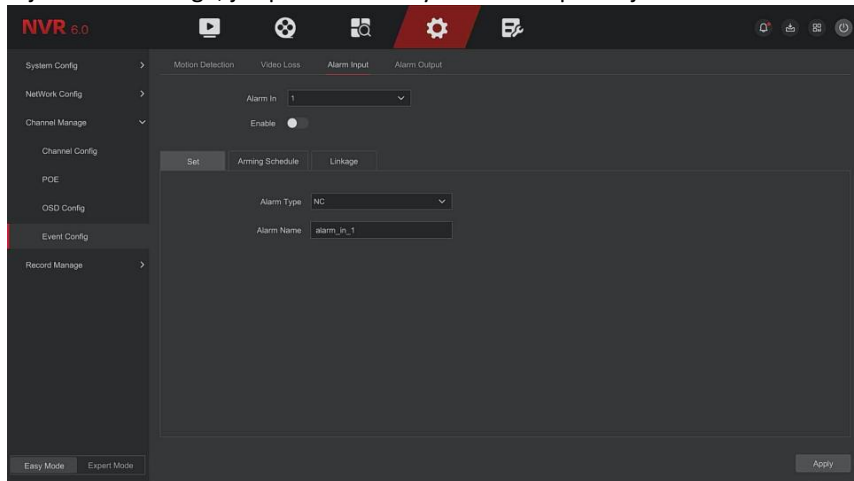 NVR 6.0
System Config
Motion Detection Video Loss Alarm Input Alarm Output
NetWork Config
Alarm In 1
Channel Manage
Enable
Channel Config
Set Arming Schedule Linkage
POE
Alarm Type NC
OSD Config
Alarm Name alarm_in_1
Event Config
Record Manage
Easy Mode Expert Mode
Apply